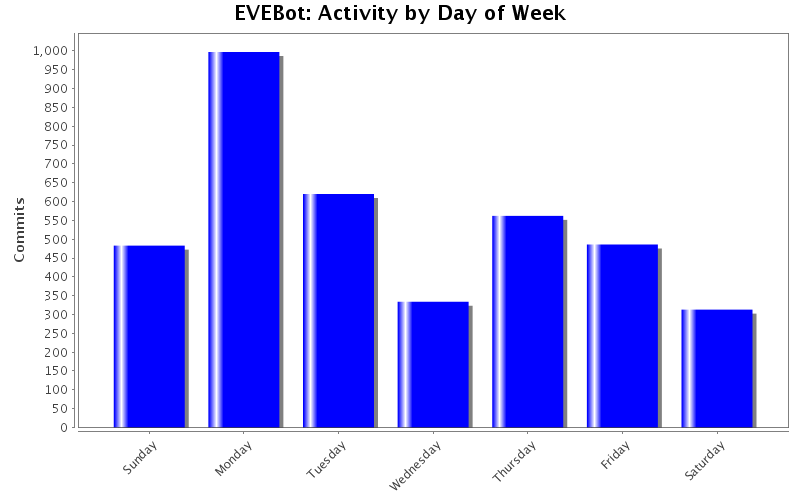 EVEBot: Activity by Day of Week
Commits
1,000
950
900
850
800
750
700
650
600
550
500
450
400
350
300
250
200
150
100
50
0
Sunday
Monday
Tuesday
Wednesday
Thursday
Friday
Saturday